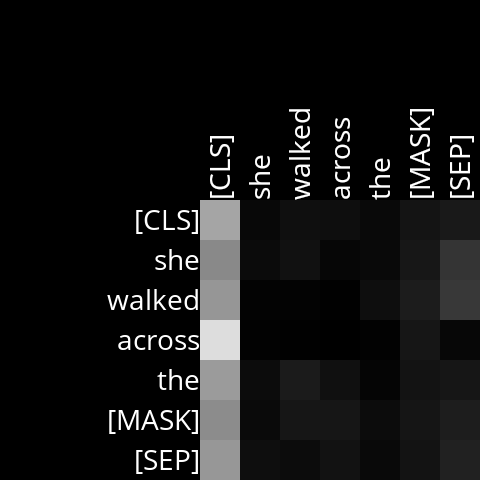 [CLS] she walked across the [MASK] [SEP]
[CLS]
she
walked
across
the
[MASK]
[SEP]